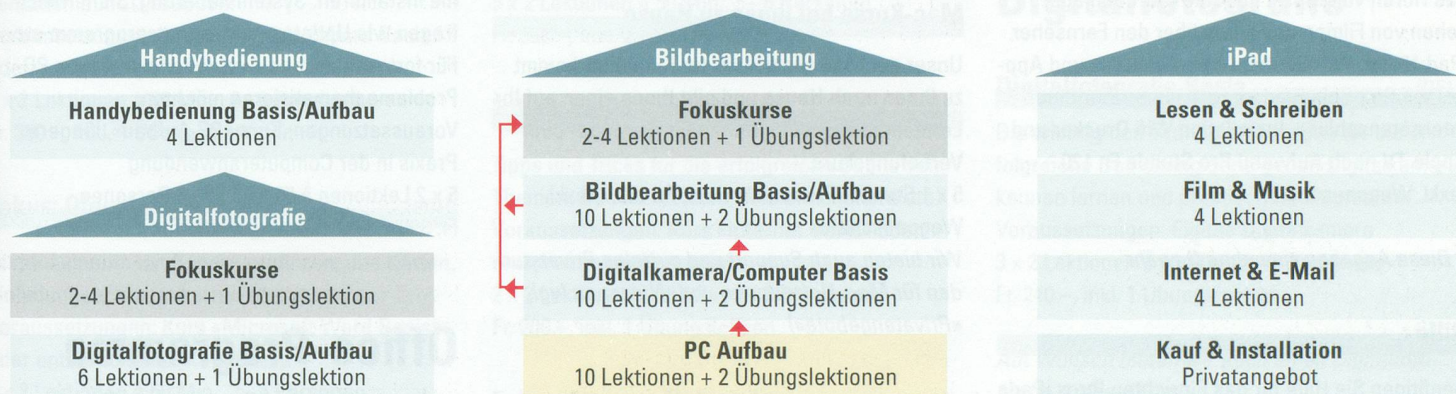 Handybedienung
Handybedienung Basis/Aufbau
4 Lektionen
Digitalfotografie
Fokuskurse
2-4 Lektionen + 1 Übungslektion
Digitalfotografie Basis/Aufbau
6 Lektionen + 1 Übungslektion
Bildbearbeitung
Fokuskurse
2-4 Lektionen + 1 Übungslektion
Bildbearbeitung Basis/Aufbau
10 Lektionen + 2 Übungslektionen
Digitalkamera/Computer Basis
10 Lektionen + 2 Übungslektionen
PC Aufbau
10 Lektionen + 2 Übungslektionen
iPad
Lesen & Schreiben
4 Lektionen
Film & Musik
4 Lektionen
Internet & E-Mail
4 Lektionen
Kauf & Installation
Privatangebot